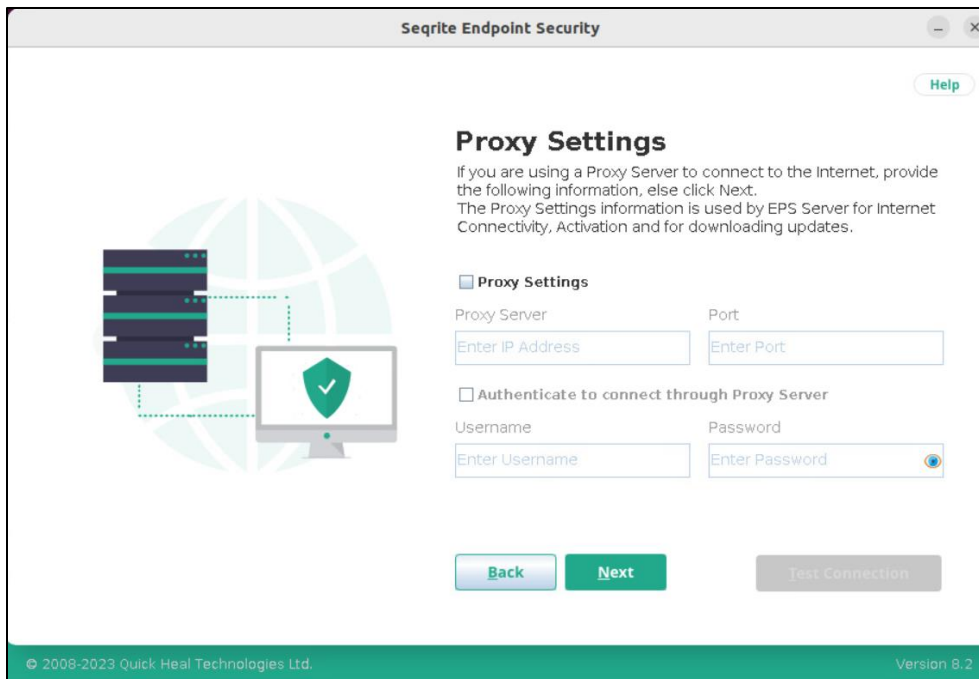 Seqrite Endpoint Security
Help
Proxy Settings
If you are using a Proxy Server to connect to the Internet, provide
the following information, else click Next.
The Proxy Settings information is used by EPS Server for Internet
Connectivity, Activation and for downloading updates.
Proxy Settings
Proxy Server Port
Enter IP Address Enter Port
Authenticate to connect through Proxy Server
Username Password
Enter Username Enter Password
Back Next Test Connection
© 2008-2023 Quick Heal Technologies Ltd. Version 8.2